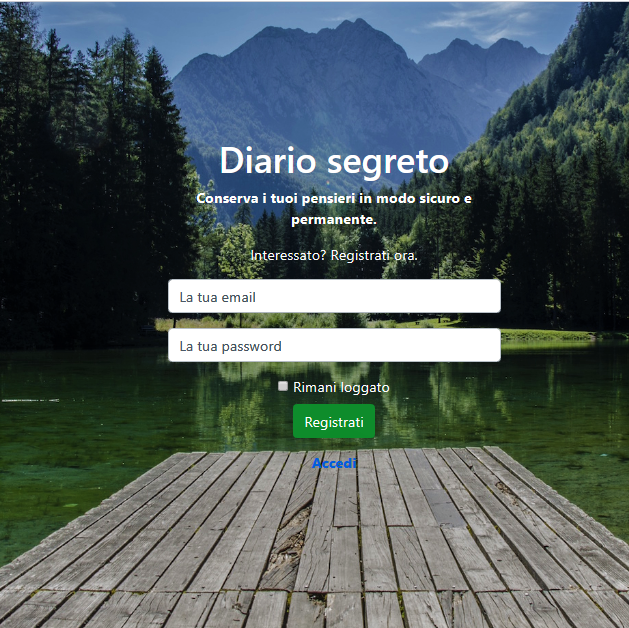 Diario segreto
Conserva i tuoi pensieri in modo sicuro e
permanente.
Interessato? Registrati ora.
La tua email
La tua password
Rimani loggato
Registrati
Accedi